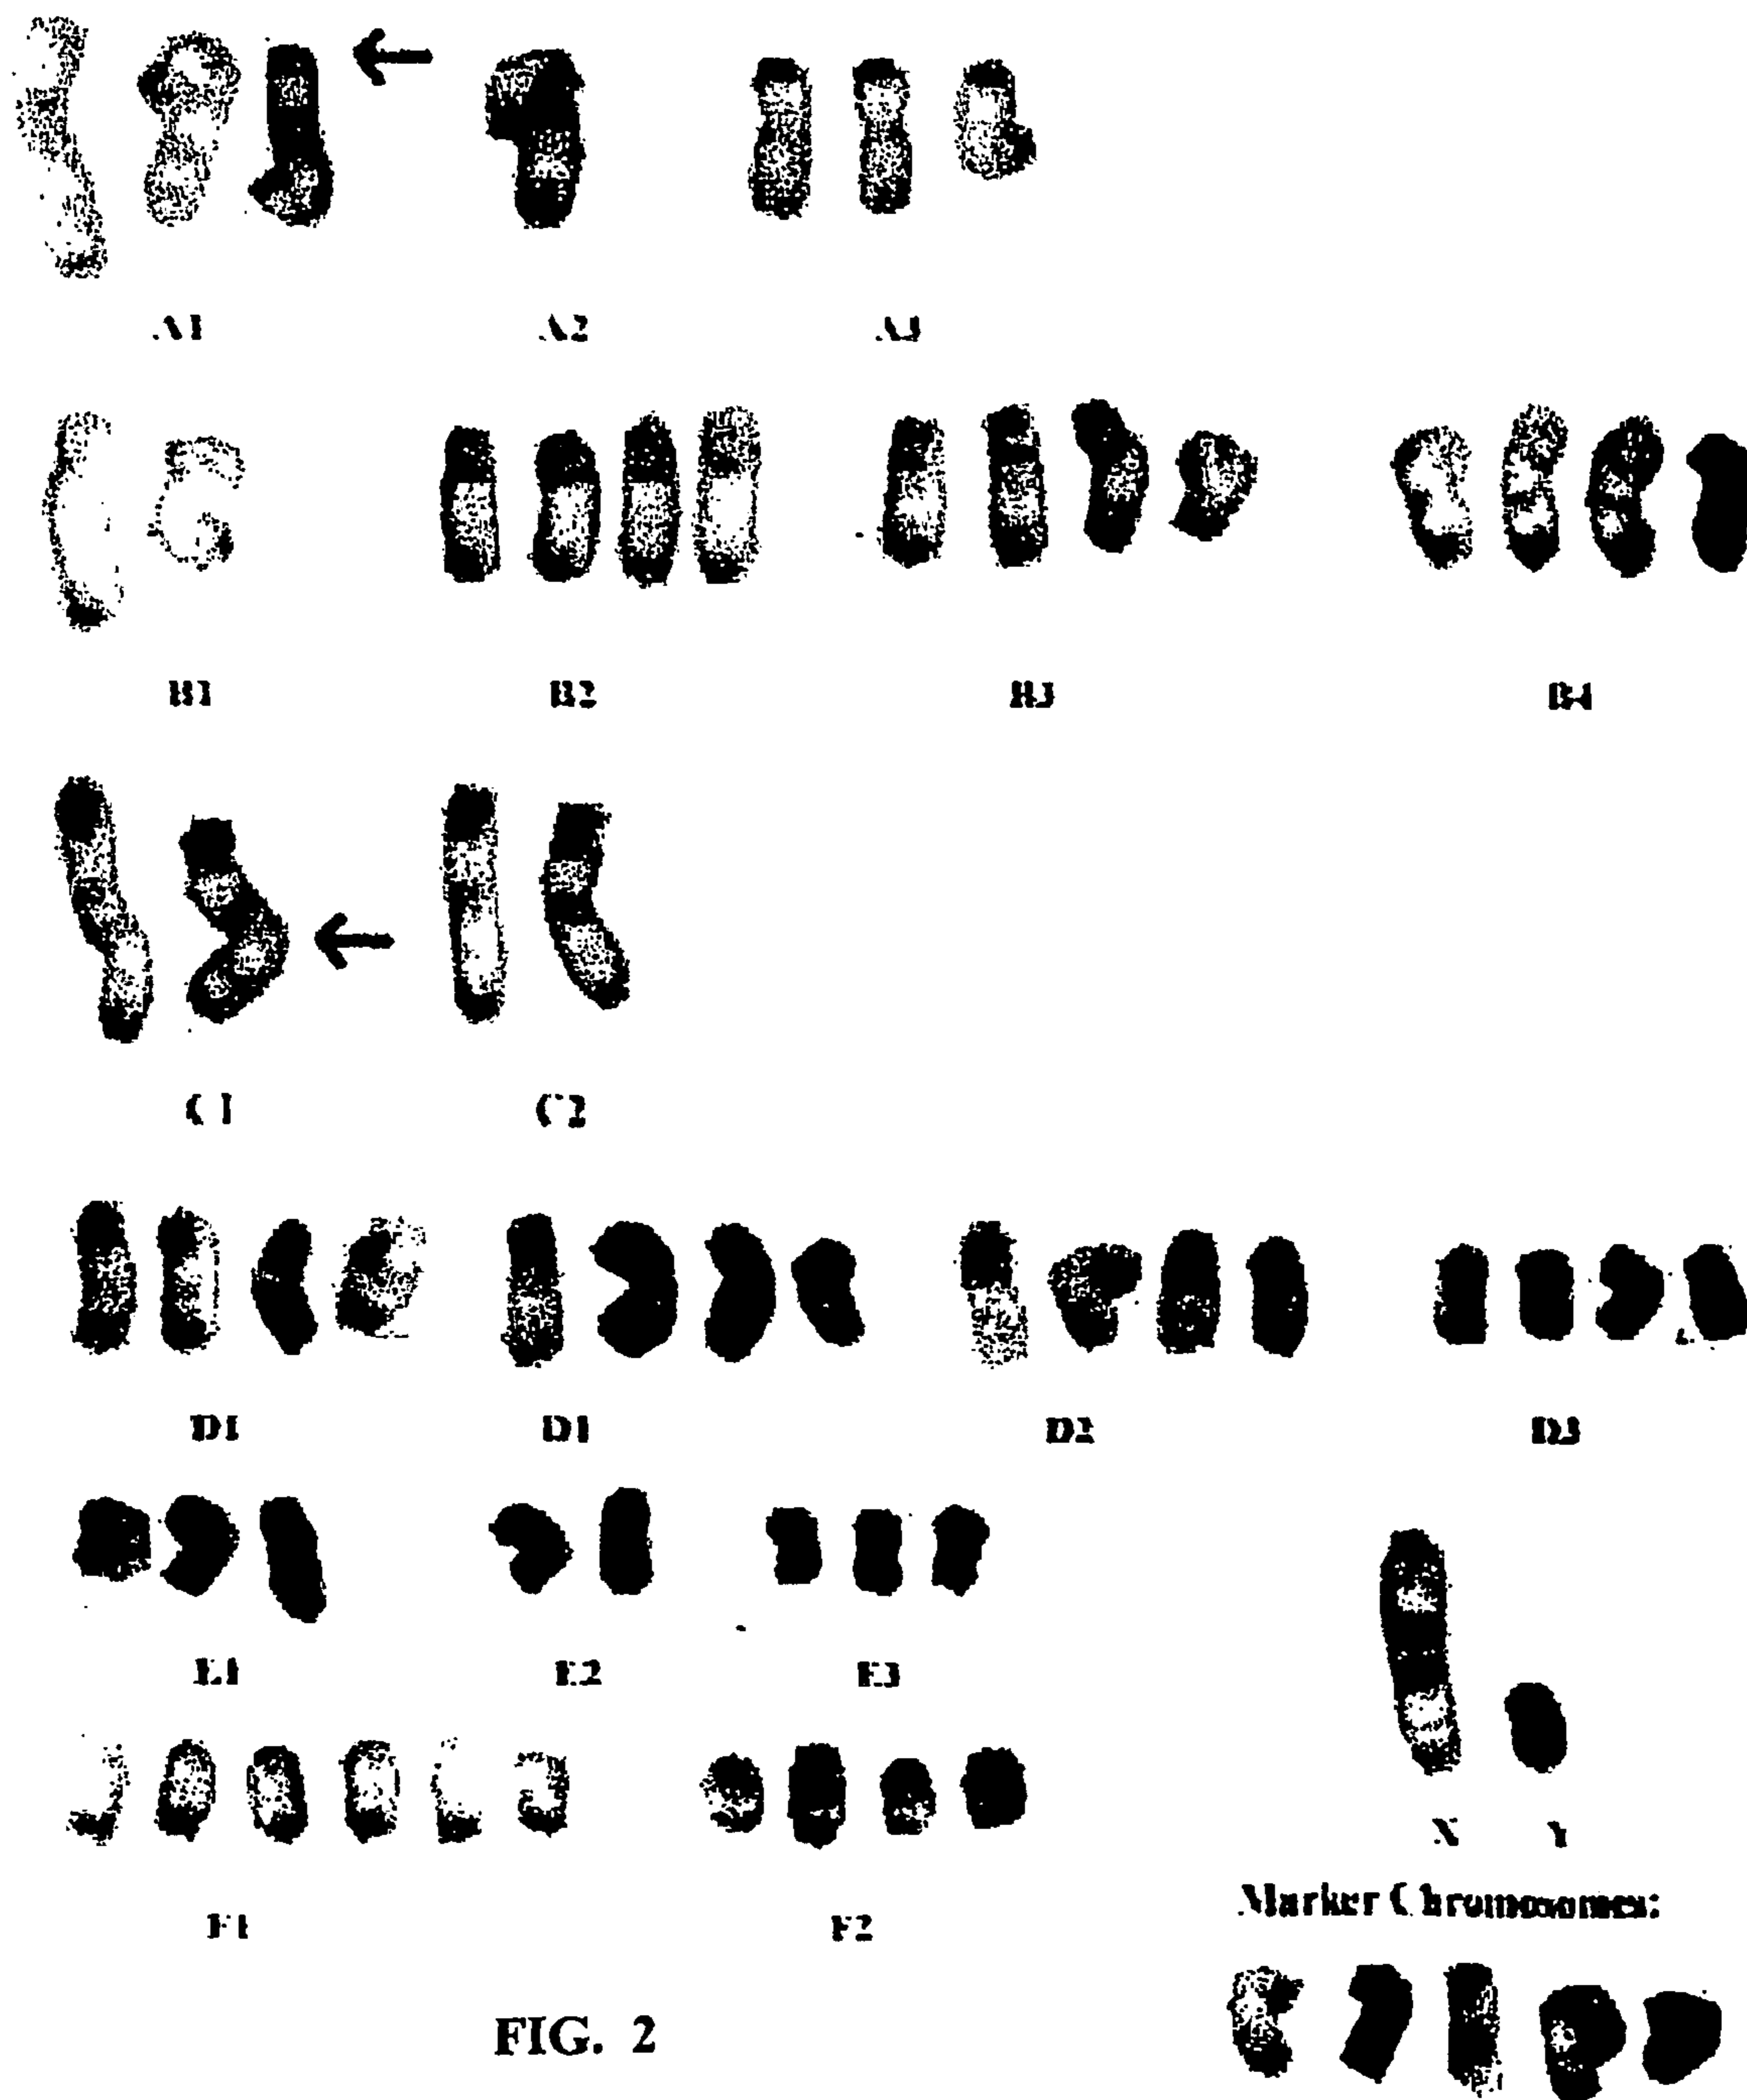 A1 A2 A3
B1 B2 B3 B4
C1 C2
D1 D1 D2 D3
E1 E2 E3
X Y
F1 F2
Marker Chromosomes:
FIG. 2